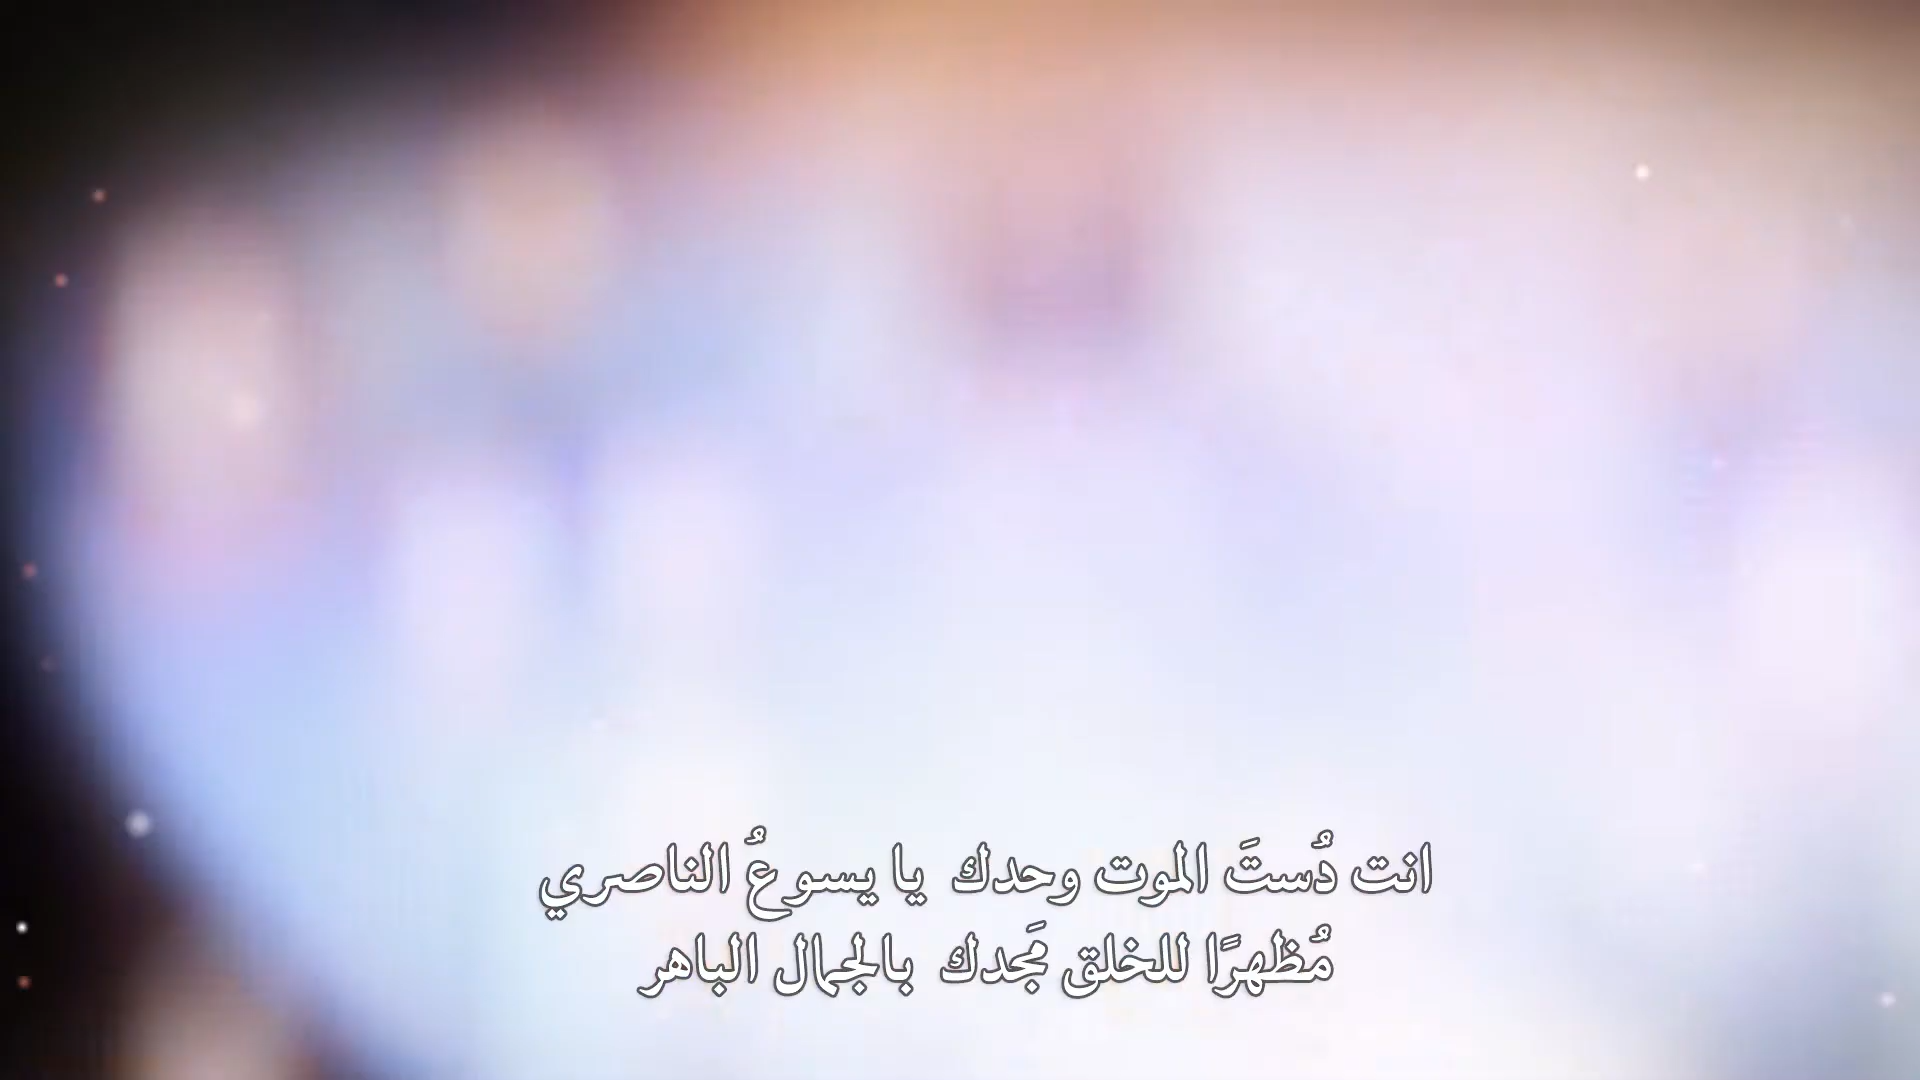 انت دُستَ الموت وحدك يا يسوعُ الناصري
مُظهرًا للخلق مَجدك بالجمال الباهر